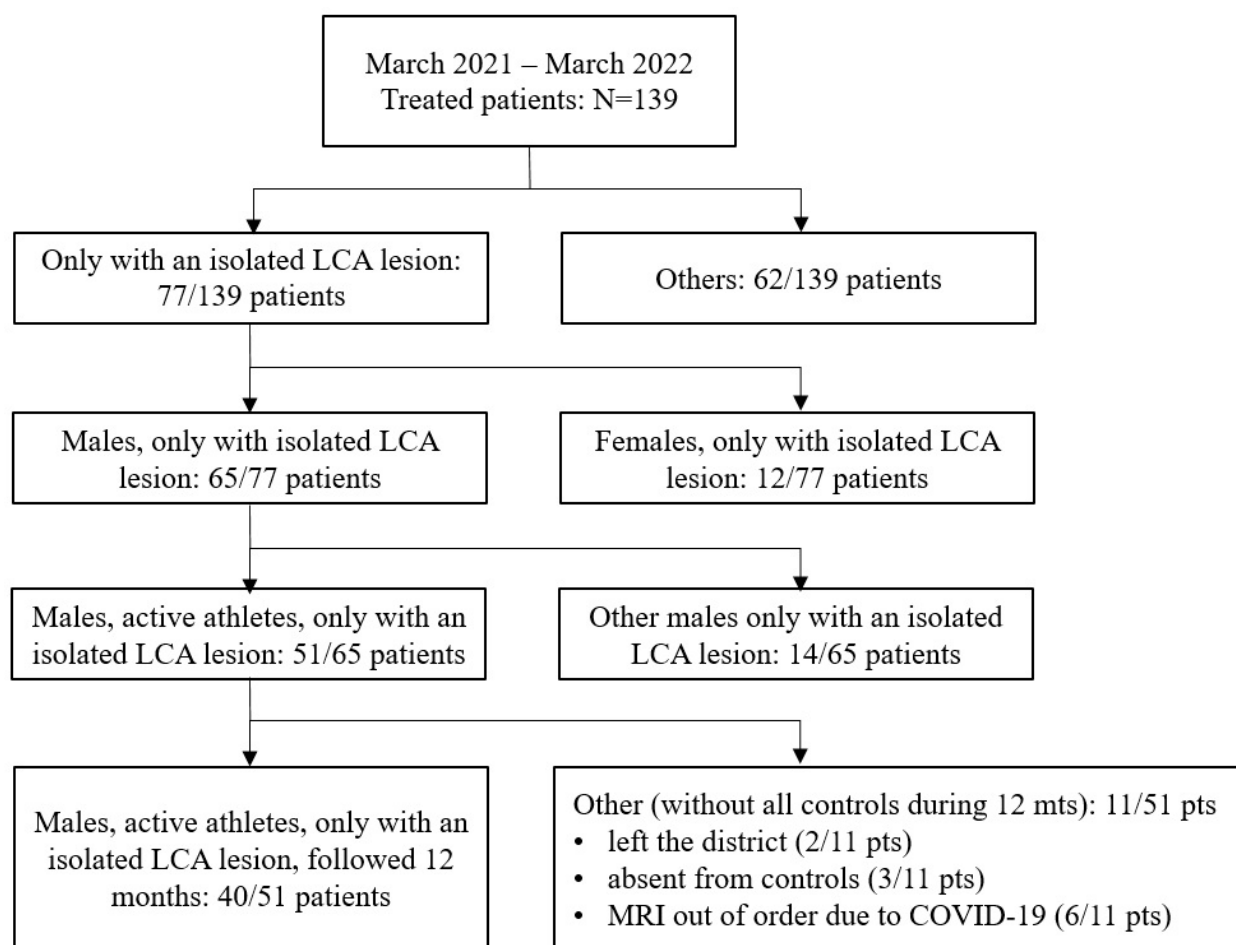 March 2021 – March 2022
Treated patients: N=139
Only with an isolated LCA lesion:
77/139 patients
Others: 62/139 patients
Males, only with isolated LCA
lesion: 65/77 patients
Females, only with isolated LCA
lesion: 12/77 patients
Males, active athletes, only with an
isolated LCA lesion: 51/65 patients
Other males only with an isolated
LCA lesion: 14/65 patients
Males, active athletes, only with an
isolated LCA lesion, followed 12
months: 40/51 patients
Other (without all controls during 12 mts): 11/51 pts
• left the district (2/11 pts)
• absent from controls (3/11 pts)
• MRI out of order due to COVID-19 (6/11 pts)